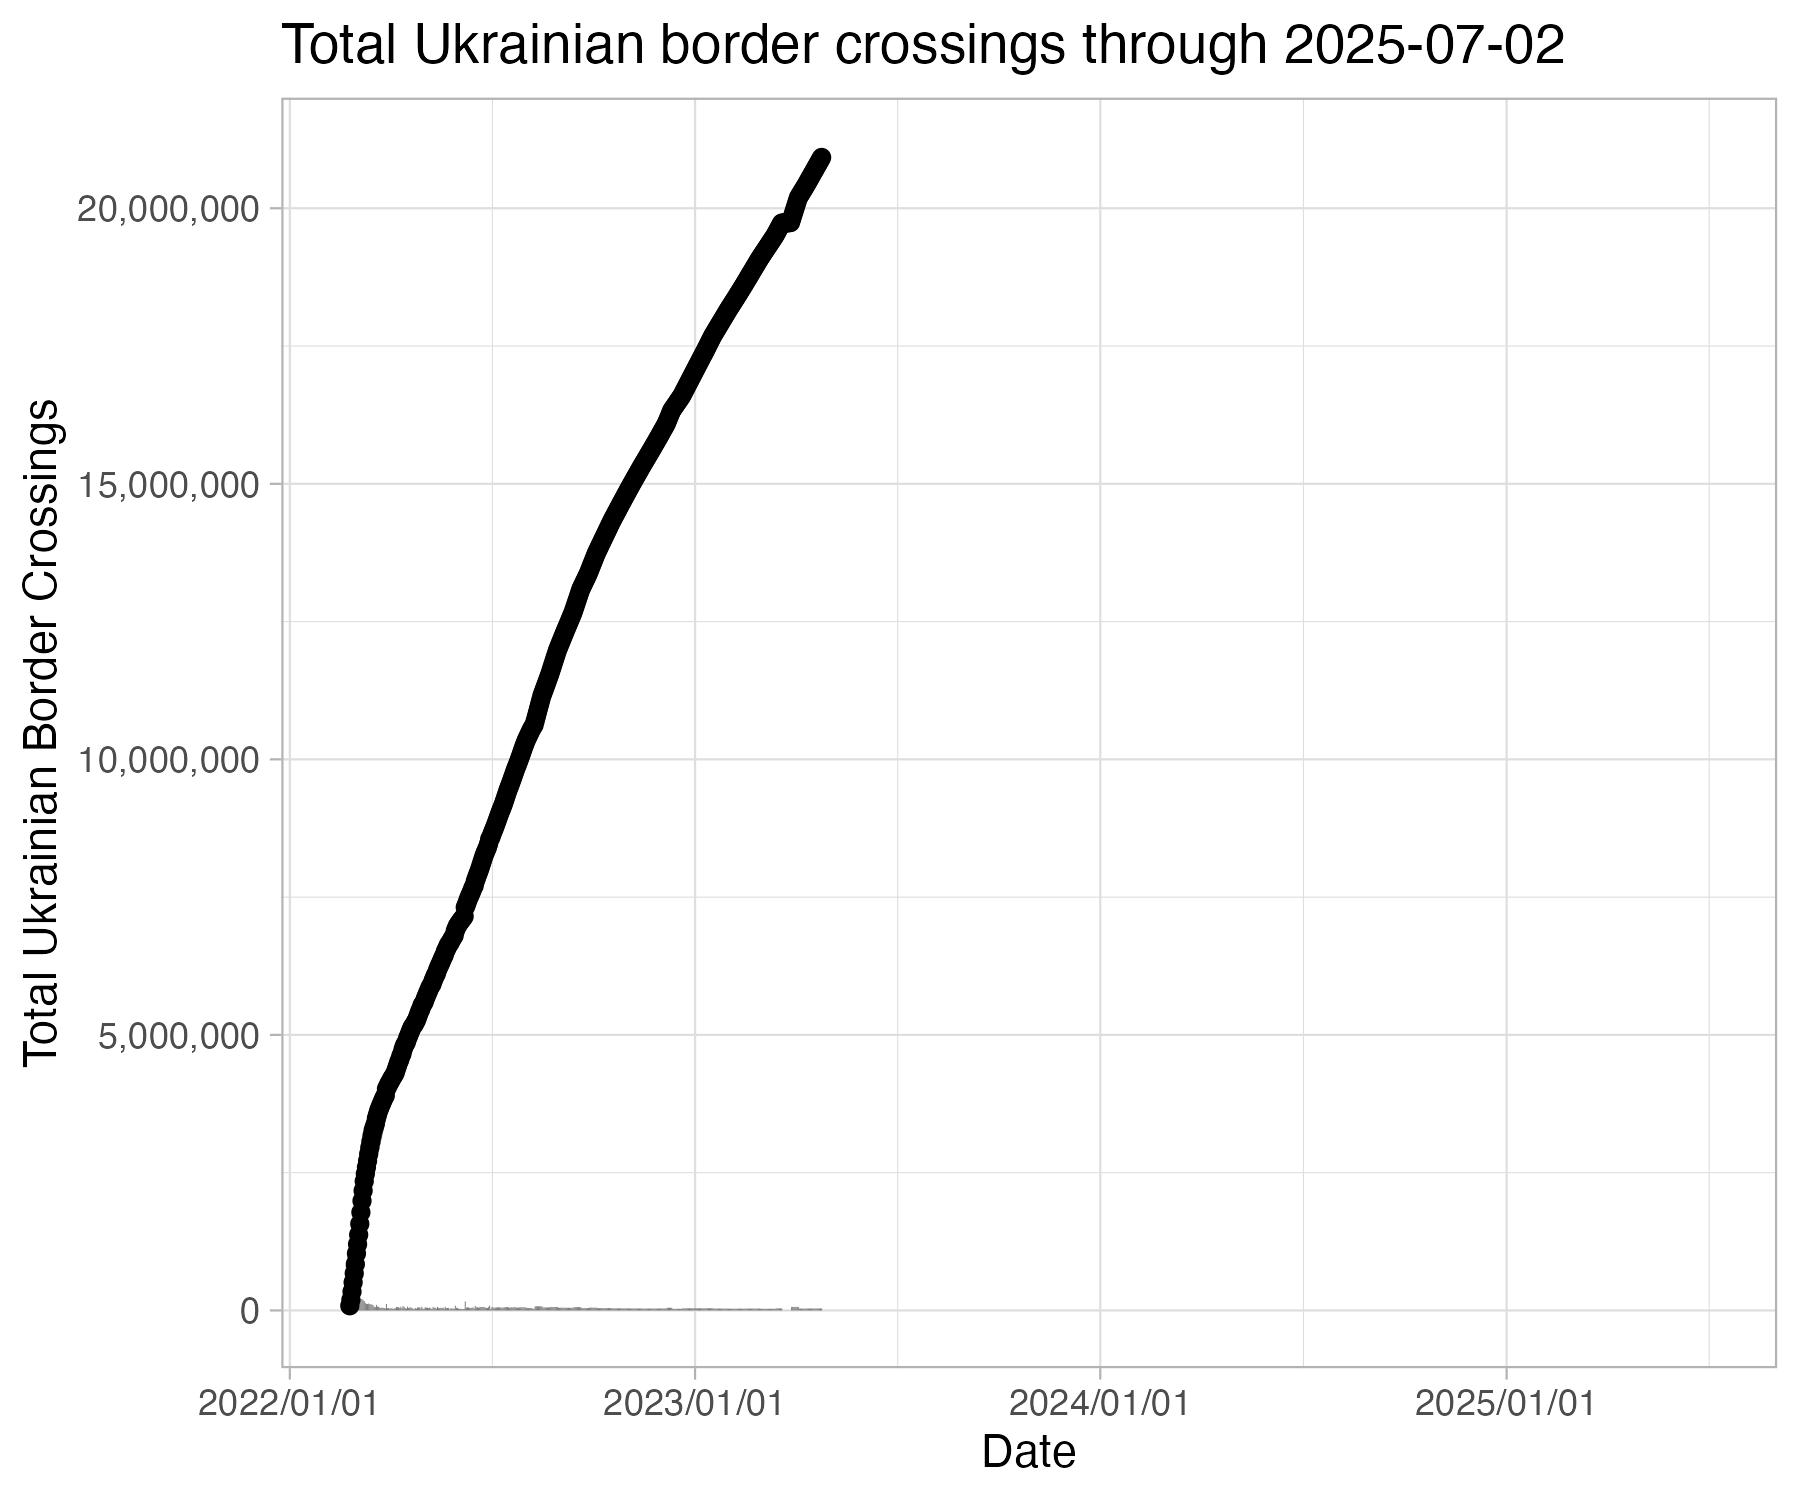 Total Ukrainian border crossings through 2025-07-02
Total Ukrainian Border Crossings
20,000,000
15,000,000
10,000,000
5,000,000
0
2022/01/01 2023/01/01 2024/01/01 2025/01/01
Date